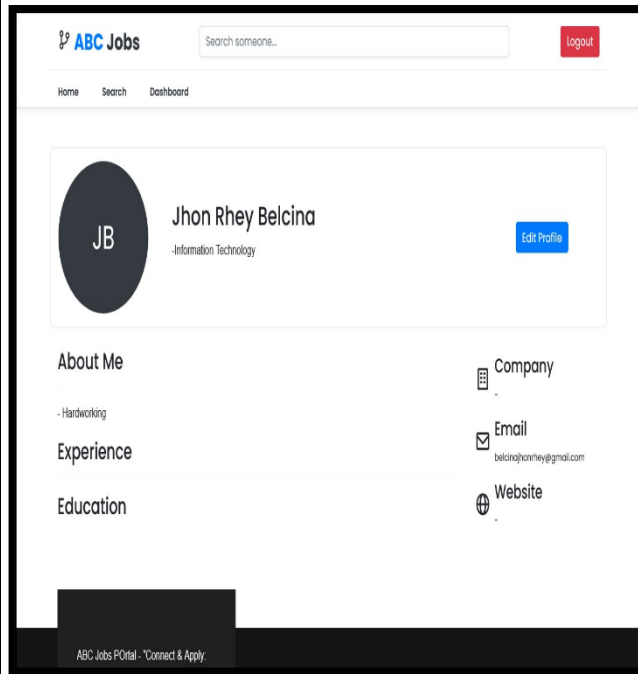 ABC Jobs
Search someone...
Logout
Home Search Dashboard
JB
Jhon Rhey Belcina
-Information Technology
Edit Profile
About Me
- Hardworking
Experience
Education
Company
-
Email
belcinajhonrhey@gmail.com
Website
-
ABC Jobs POrtal - "Connect & Apply: